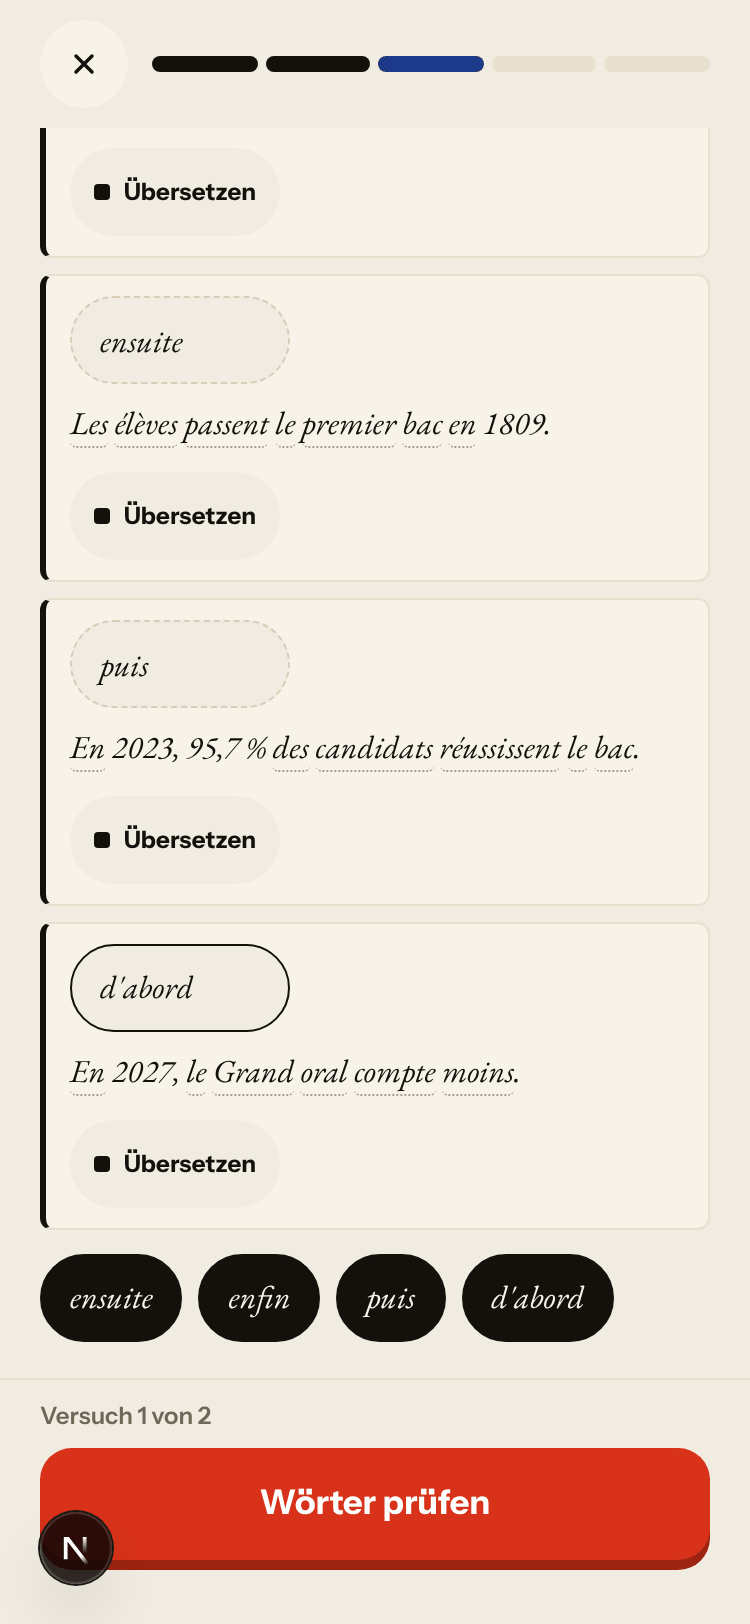 Übersetzen
ensuite
Les élèves passent le premier bac en 1809.
Übersetzen
puis
En 2023, 95,7 % des candidats réussissent le bac.
Übersetzen
d'abord
En 2027, le Grand oral compte moins.
Übersetzen
ensuite enfin puis d'abord
Versuch 1 von 2
Wörter prüfen
N